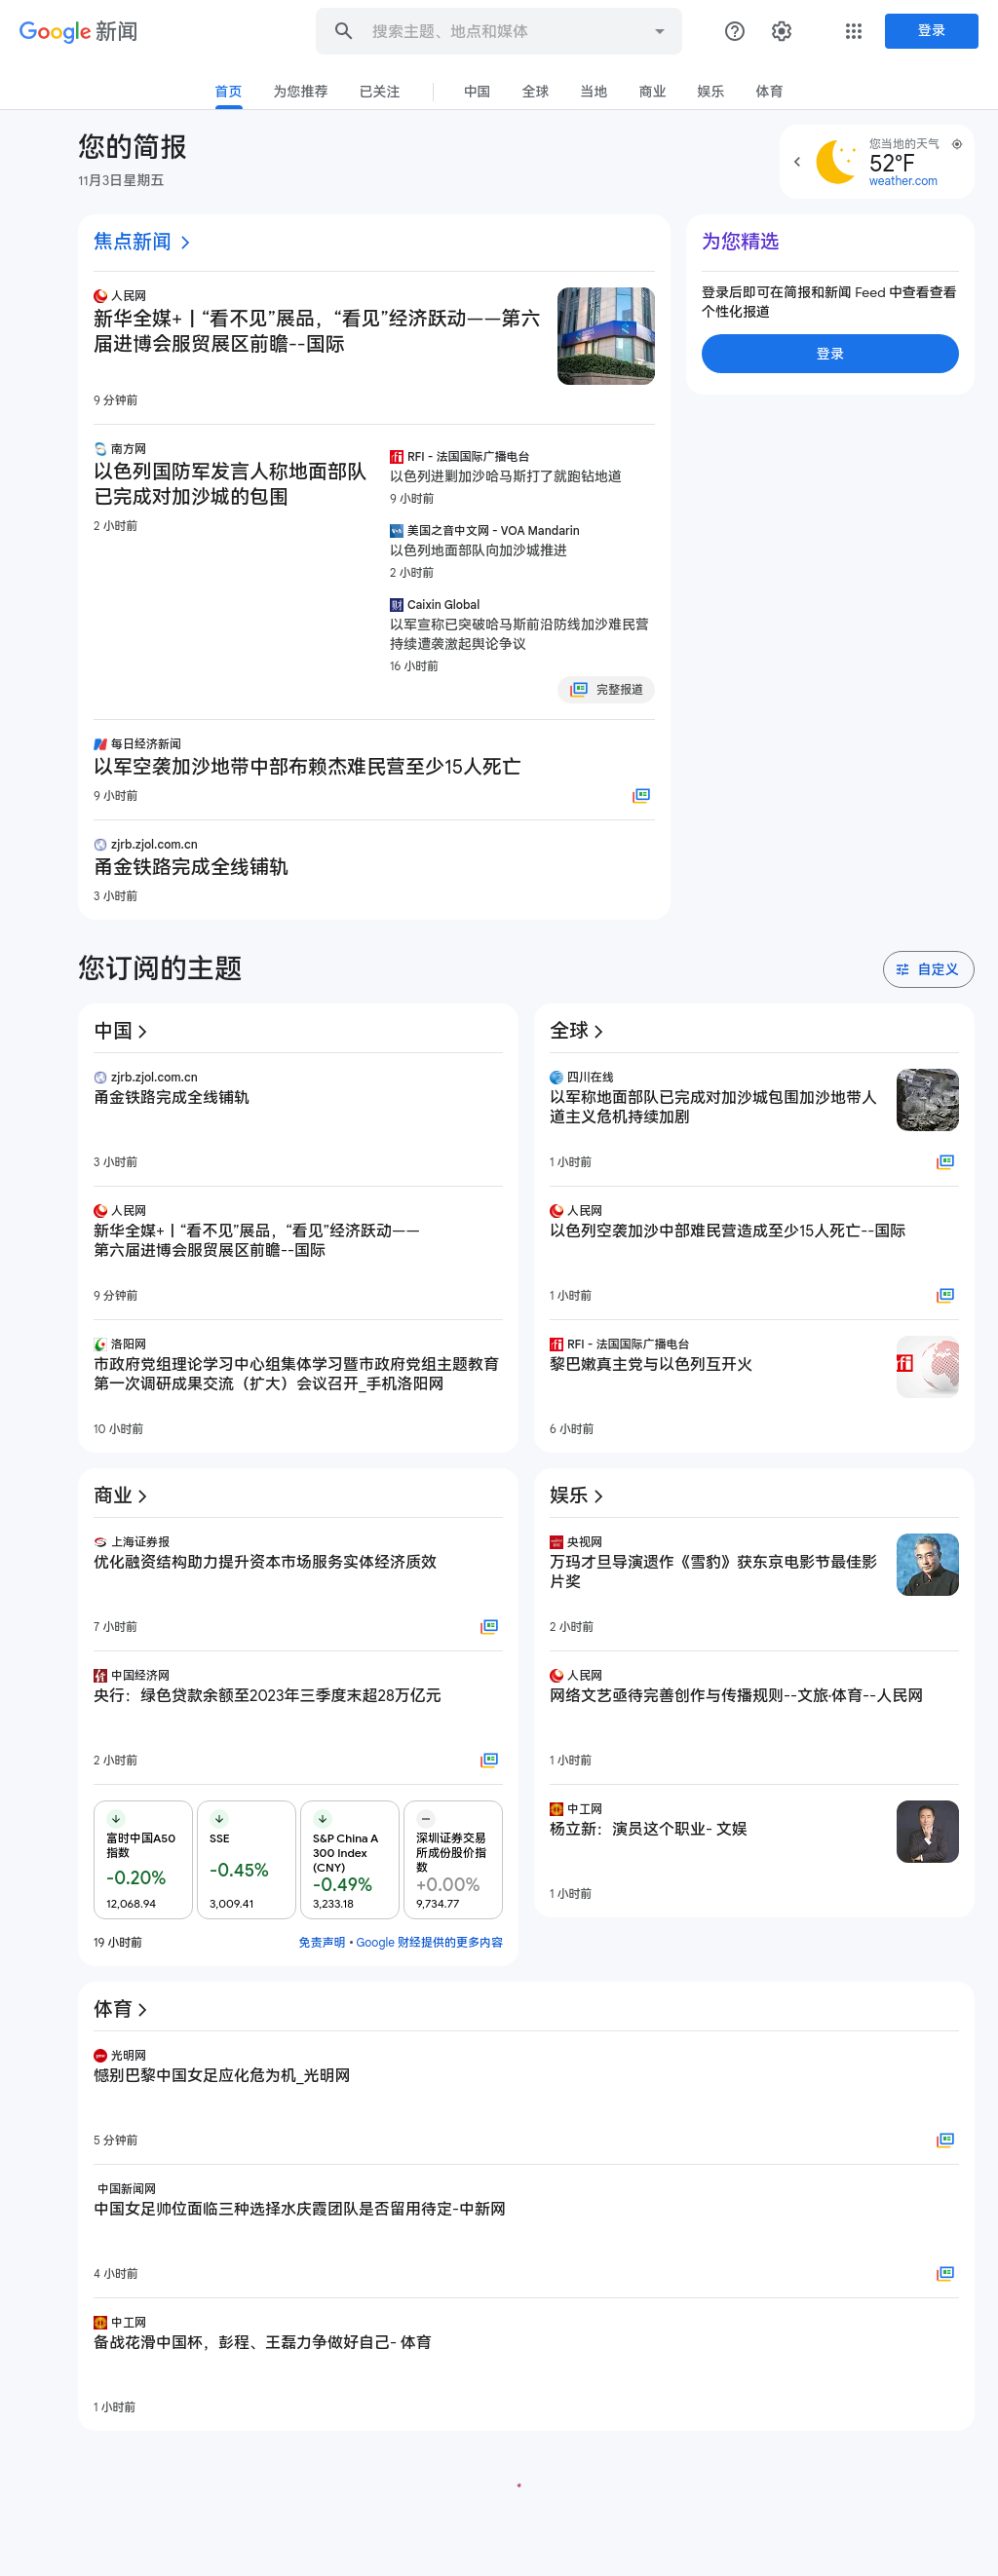 Google 新闻
搜索主题、地点和媒体
登录
首页
为您推荐
已关注
中国
全球
当地
商业
娱乐
体育
您的简报
11月3日星期五
您当地的天气
52°F
weather.com
焦点新闻
人民网
新华全媒+丨“看不见”展品，“看见”经济跃动——第六
届进博会服贸展区前瞻--国际
9 分钟前
南方网
以色列国防军发言人称地面部队
已完成对加沙城的包围
2 小时前
RFI - 法国国际广播电台
以色列进剿加沙哈马斯打了就跑钻地道
9 小时前
美国之音中文网 - VOA Mandarin
以色列地面部队向加沙城推进
2 小时前
Caixin Global
以军宣称已突破哈马斯前沿防线加沙难民营
持续遭袭激起舆论争议
16 小时前
完整报道
每日经济新闻
以军空袭加沙地带中部布赖杰难民营至少15人死亡
9 小时前
zjrb.zjol.com.cn
甬金铁路完成全线铺轨
3 小时前
为您精选
登录后即可在简报和新闻 Feed 中查看查看
个性化报道
登录
您订阅的主题
自定义
中国
zjrb.zjol.com.cn
甬金铁路完成全线铺轨
3 小时前
人民网
新华全媒+丨“看不见”展品，“看见”经济跃动——
第六届进博会服贸展区前瞻--国际
9 分钟前
洛阳网
市政府党组理论学习中心组集体学习暨市政府党组主题教育
第一次调研成果交流（扩大）会议召开_手机洛阳网
10 小时前
全球
四川在线
以军称地面部队已完成对加沙城包围加沙地带人
道主义危机持续加剧
1 小时前
人民网
以色列空袭加沙中部难民营造成至少15人死亡--国际
1 小时前
RFI - 法国国际广播电台
黎巴嫩真主党与以色列互开火
rfi
6 小时前
商业
上海证券报
优化融资结构助力提升资本市场服务实体经济质效
7 小时前
中国经济网
央行：绿色贷款余额至2023年三季度末超28万亿元
2 小时前
富时中国A50
指数
-0.20%
12,068.94
SSE
-0.45%
3,009.41
S&P China A
300 Index
(CNY)
-0.49%
3,233.18
深圳证券交易
所成份股价指
数
+0.00%
9,734.77
19 小时前
免责声明 • Google 财经提供的更多内容
娱乐
央视网
万玛才旦导演遗作《雪豹》获东京电影节最佳影
片奖
2 小时前
人民网
网络文艺亟待完善创作与传播规则--文旅·体育--人民网
1 小时前
中工网
杨立新：演员这个职业- 文娱
1 小时前
体育
光明网
憾别巴黎中国女足应化危为机_光明网
5 分钟前
中国新闻网
中国女足帅位面临三种选择水庆霞团队是否留用待定-中新网
4 小时前
中工网
备战花滑中国杯，彭程、王磊力争做好自己- 体育
1 小时前